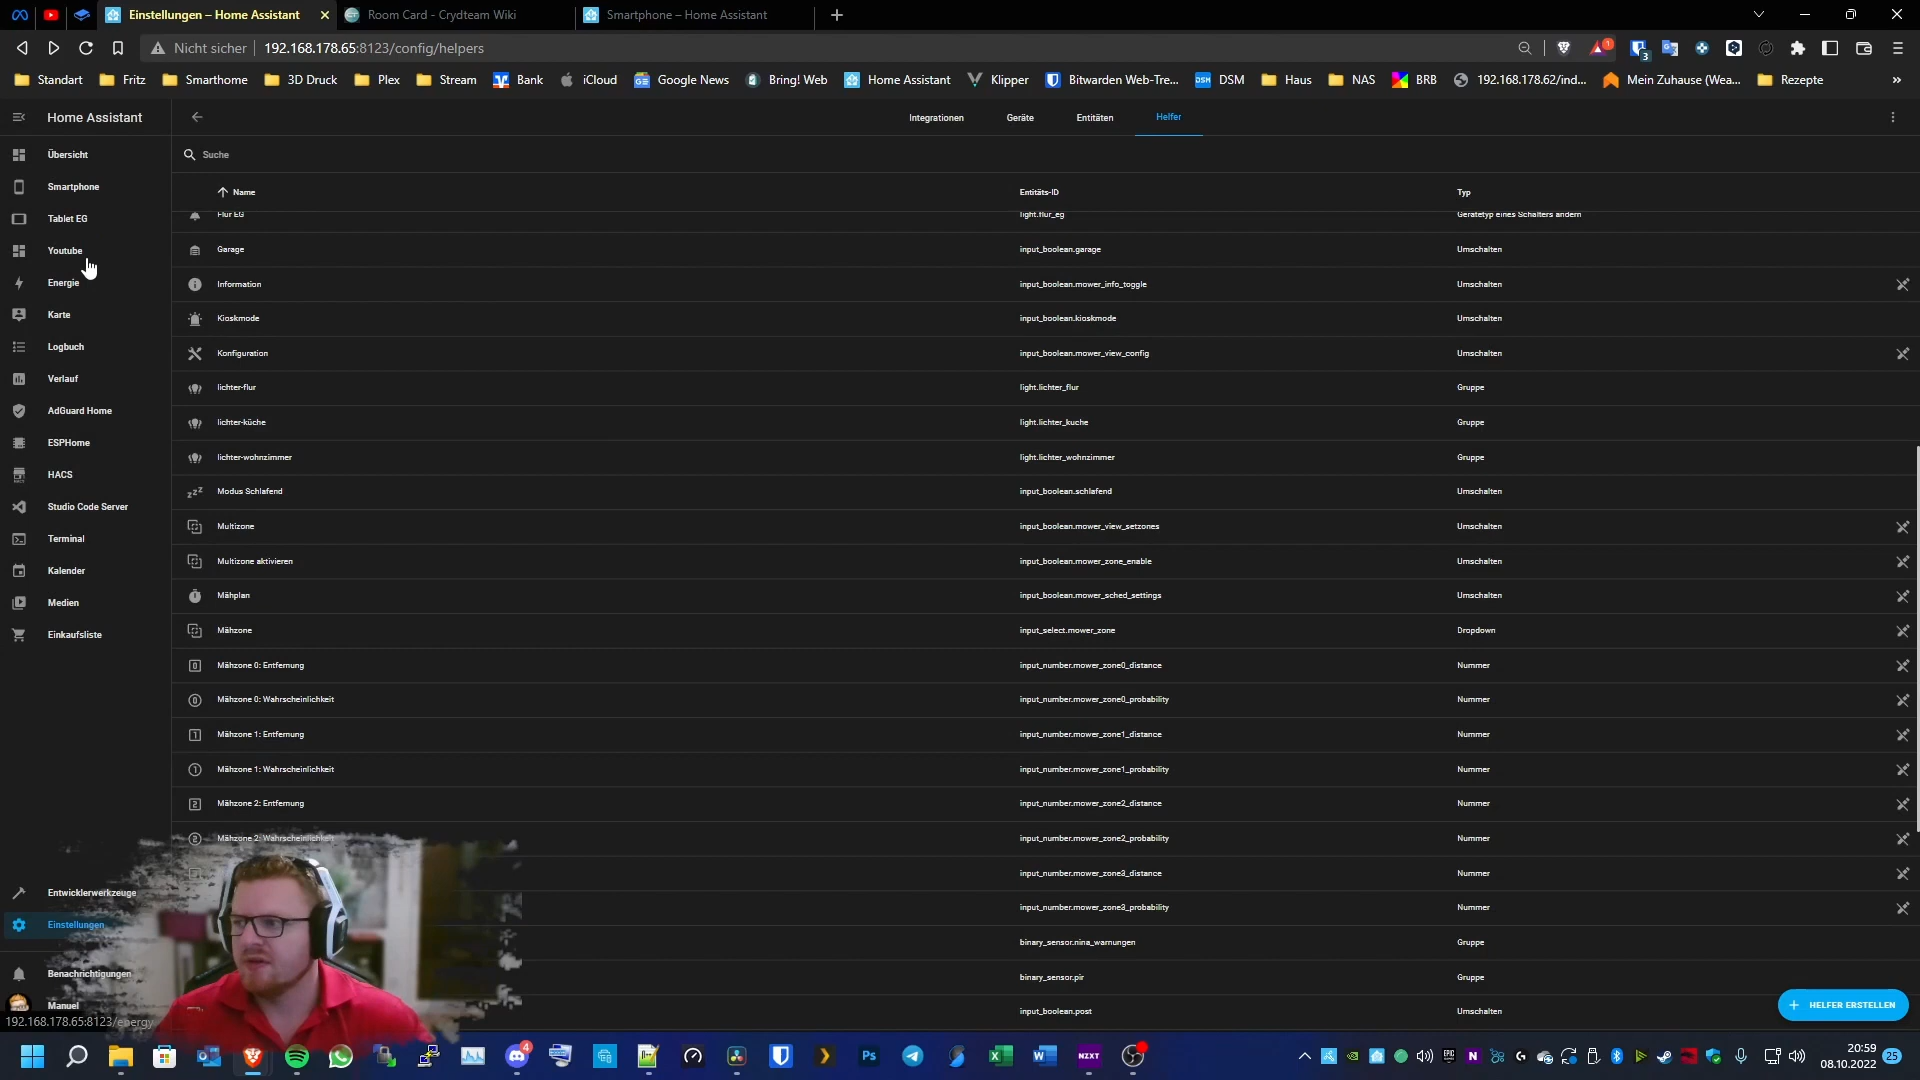 Einstellungen – Home Assistant
Room Card - Crydteam Wiki
Smartphone – Home Assistant
Nicht sicher
192.168.178.65:8123/config/helpers
1
3
Standart
Fritz
Smarthome
3D Druck
Plex
Stream
Bank
iCloud
Google News
Bring! Web
Home Assistant
Klipper
Bitwarden Web-Tre...
DSM
Haus
NAS
BRB
192.168.178.62/ind...
Mein Zuhause (Wea...
Rezepte
»
Home Assistant
Integrationen
Geräte
Entitäten
Helfer
Übersicht
Smartphone
Tablet EG
Youtube
Energie
Karte
Logbuch
Verlauf
AdGuard Home
ESPHome
HACS
Studio Code Server
Terminal
Kalender
Medien
Einkaufsliste
Entwicklerwerkzeuge
Einstellungen
Benachrichtigungen
Manuel
192.168.178.65:8123/energy
Suche
Name Entitäts-ID Typ
Flur EG light.flur_eg Gerätetyp eines Schalters ändern
Garage input_boolean.garage Umschalten
Information input_boolean.mower_info_toggle Umschalten
Kioskmode input_boolean.kioskmode Umschalten
Konfiguration input_boolean.mower_view_config Umschalten
lichter-flur light.lichter_flur Gruppe
lichter-küche light.lichter_kuche Gruppe
lichter-wohnzimmer light.lichter_wohnzimmer Gruppe
Modus Schlafend input_boolean.schlafend Umschalten
Multizone input_boolean.mower_view_setzones Umschalten
Multizone aktivieren input_boolean.mower_zone_enable Umschalten
Mähplan input_boolean.mower_sched_settings Umschalten
Mähzone input_select.mower_zone Dropdown
Mähzone 0: Entfernung input_number.mower_zone0_distance Nummer
Mähzone 0: Wahrscheinlichkeit input_number.mower_zone0_probability Nummer
Mähzone 1: Entfernung input_number.mower_zone1_distance Nummer
Mähzone 1: Wahrscheinlichkeit input_number.mower_zone1_probability Nummer
Mähzone 2: Entfernung input_number.mower_zone2_distance Nummer
Mähzone 2: Wahrscheinlichkeit input_number.mower_zone2_probability Nummer
input_number.mower_zone3_distance Nummer
input_number.mower_zone3_probability Nummer
binary_sensor.nina_warnungen Gruppe
binary_sensor.pir Gruppe
input_boolean.post Umschalten
+ HELFER ERSTELLEN
4
Ps
NZXT
20:59
08.10.2022
25